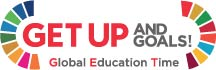 GET UP AND GOALS!
Global Education Time